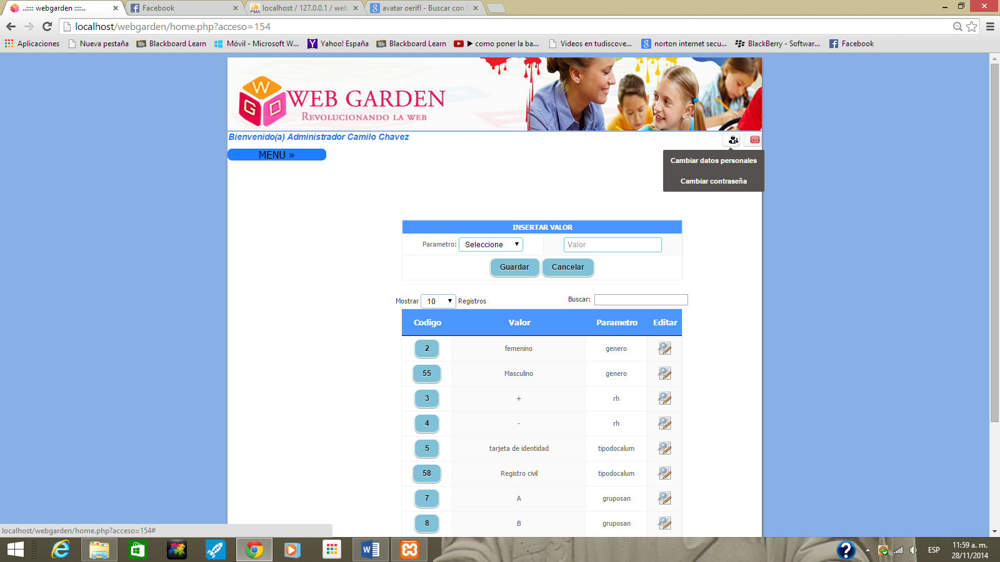 ..:::: webgarden ::::..
Facebook
localhost / 127.0.0.1 / web
avatar oerifl - Buscar con
localhost/webgarden/home.php?acceso=154
Aplicaciones
Nueva pestaña
Blackboard Learn
Móvil - Microsoft W...
Yahoo! España
Blackboard Learn
▶ como poner la ba...
Videos en tudiscove...
norton internet secu...
BlackBerry - Softwar...
Facebook
W G D
WEB GARDEN
REVOLUCIONANDO LA WEB
Bienvenido(a) Administrador Camilo Chavez
MENU »
Cambiar datos personales
Cambiar contraseña
INSERTAR VALOR
Parametro: Seleccione Valor
Guardar Cancelar
Mostrar 10 Registros Buscar:
Codigo Valor Parametro Editar
2 femenino genero
55 Masculino genero
3 + rh
4 - rh
5 tarjeta de identidad tipodocalum
58 Registro civil tipodocalum
7 A gruposan
8 B gruposan
localhost/webgarden/home.php?acceso=154#
ESP
11:59 a. m.
28/11/2014